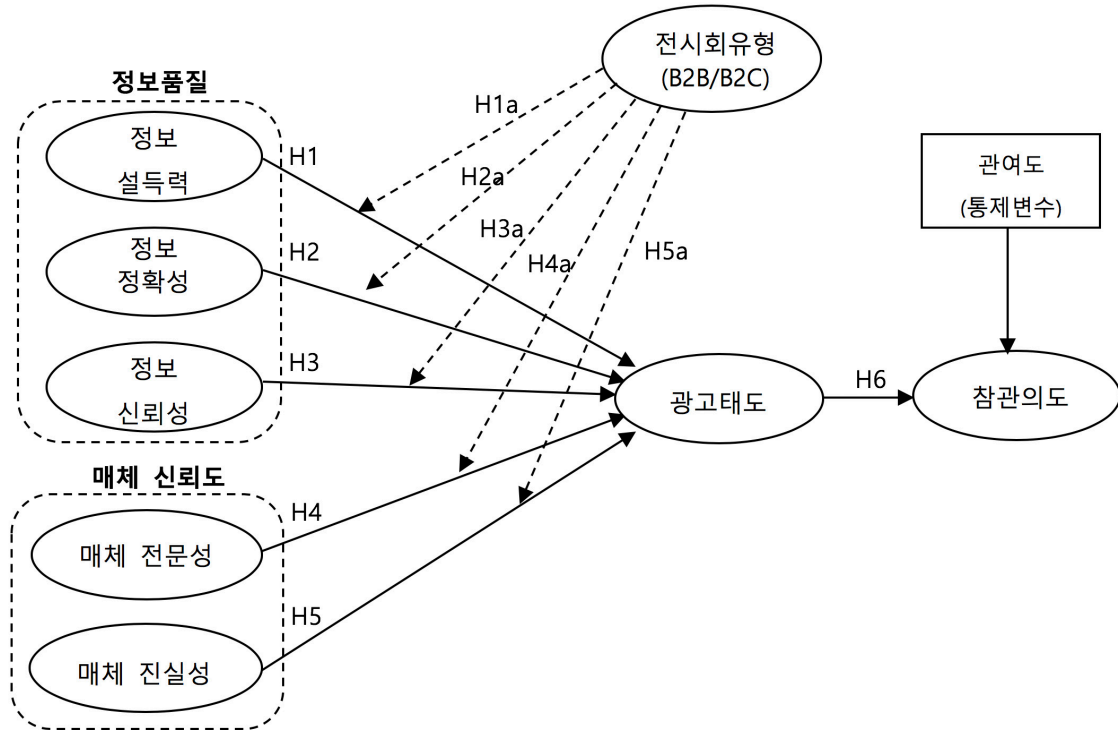 전시회유형
(B2B/B2C)
정보품질
정보
설득력
H1
정보
정확성
H2
정보
신뢰성
H3
H1a
H2a
H3a
H4a
H5a
관여도
(통제변수)
광고태도
H6
참관의도
매체 신뢰도
매체 전문성
H4
매체 진실성
H5